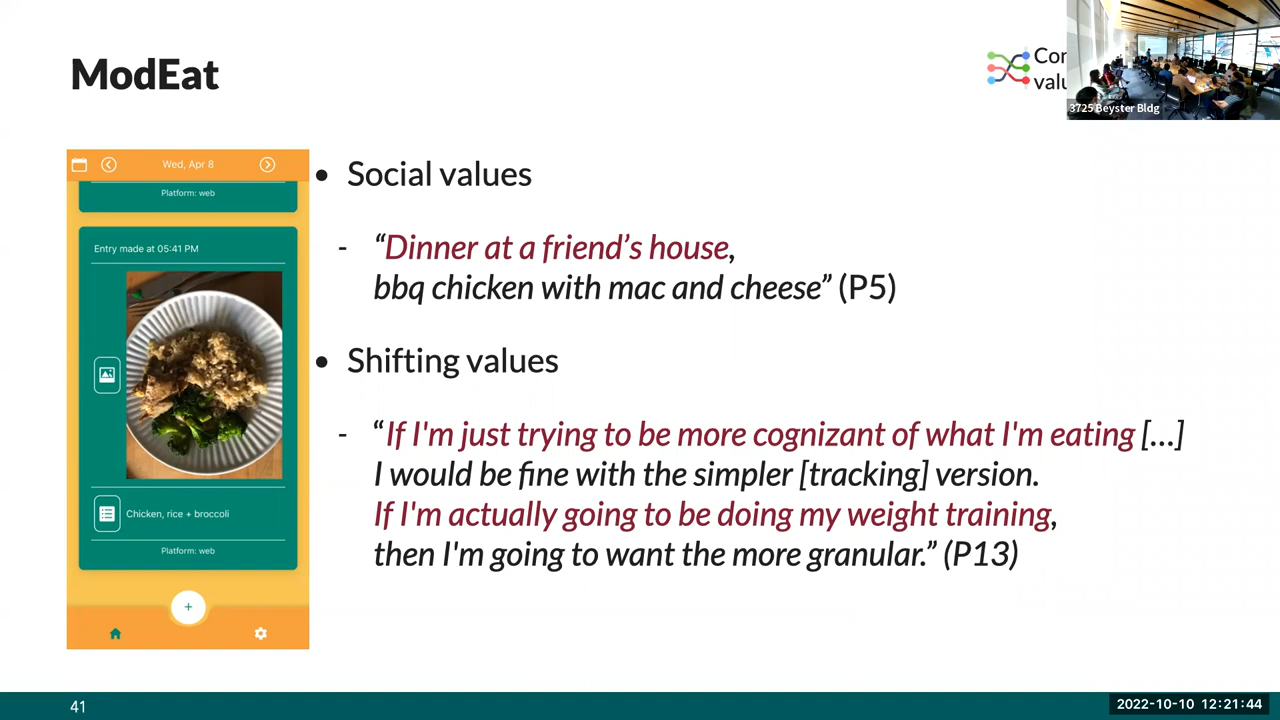 ModEat
3725 Beyster Bldg
Wed, Apr 8
Platform: web
Entry made at 05:41 PM
Chicken, rice + broccoli
Platform: web
• Social values
- “Dinner at a friend’s house,
bbq chicken with mac and cheese” (P5)
• Shifting values
- “If I'm just trying to be more cognizant of what I'm eating [...]
I would be fine with the simpler [tracking] version.
If I'm actually going to be doing my weight training,
then I'm going to want the more granular.” (P13)
41
2022-10-10 12:21:44